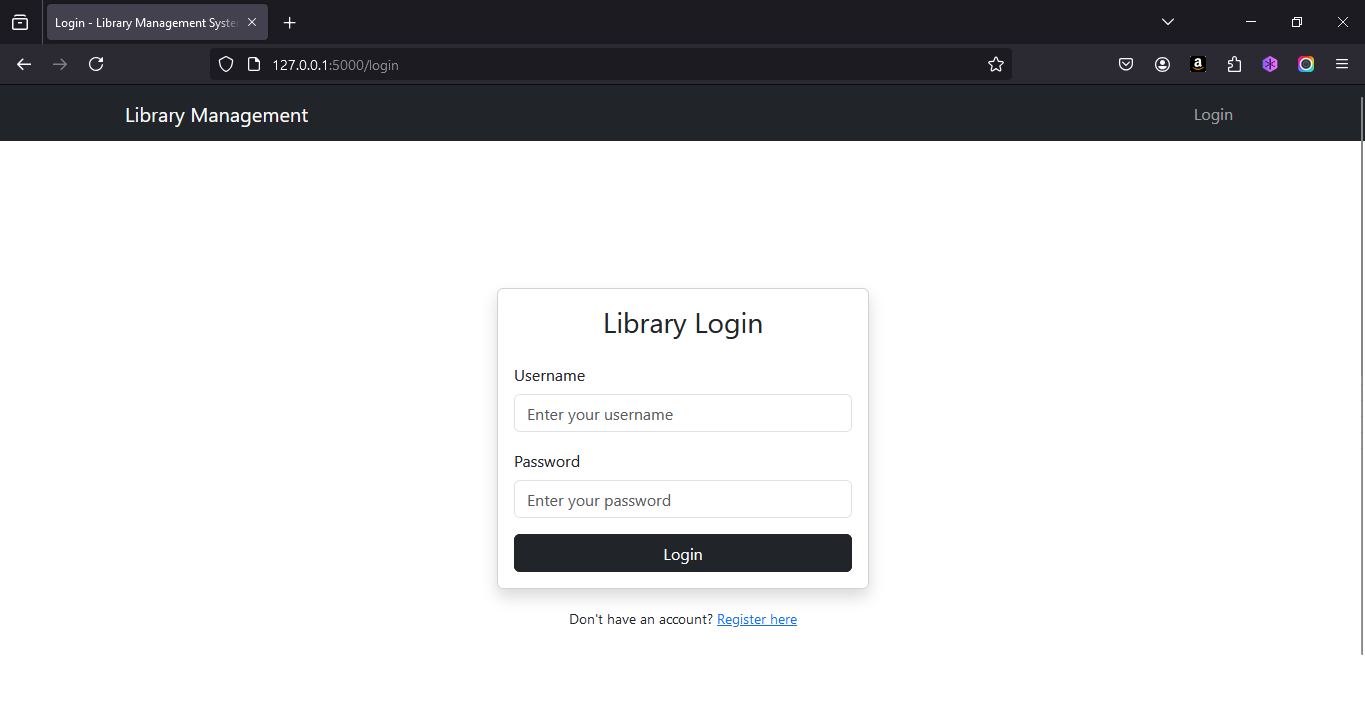 Login - Library Management Syste
127.0.0.1:5000/login
Library Management
Login
Library Login
Username
Enter your username
Password
Enter your password
Login
Don't have an account? Register here